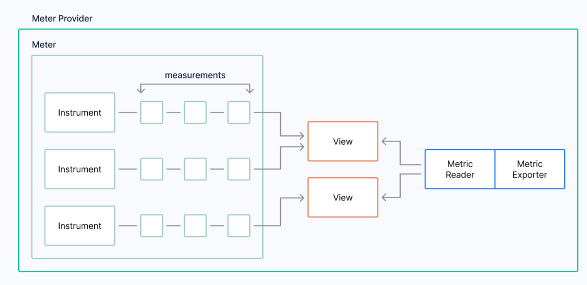 Meter Provider
Meter
measurements
Instrument
Instrument
Instrument
View
View
Metric
Reader
Metric
Exporter